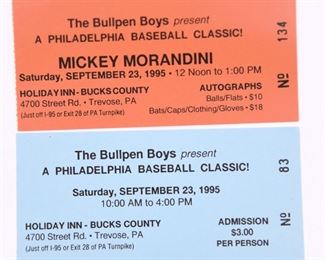 The Bullpen Boys present
A PHILADELPHIA BASEBALL CLASSIC!
MICKEY MORANDINI
Saturday, SEPTEMBER 23, 1995 • 12 Noon to 1:00 PM
HOLIDAY INN - BUCKS COUNTY
4700 Street Rd. • Trevose, PA
(Just off I-95 or Exit 28 of PA Turnpike)
AUTOGRAPHS
Balls/Flats • $10
Bats/Caps/Clothing/Gloves • $18
No 134
The Bullpen Boys present
A PHILADELPHIA BASEBALL CLASSIC!
Saturday, SEPTEMBER 23, 1995
10:00 AM to 4:00 PM
HOLIDAY INN - BUCKS COUNTY
4700 Street Rd. • Trevose, PA
(Just off I-95 or Exit 28 of PA Turnpike)
ADMISSION
$3.00
PER PERSON
No 83